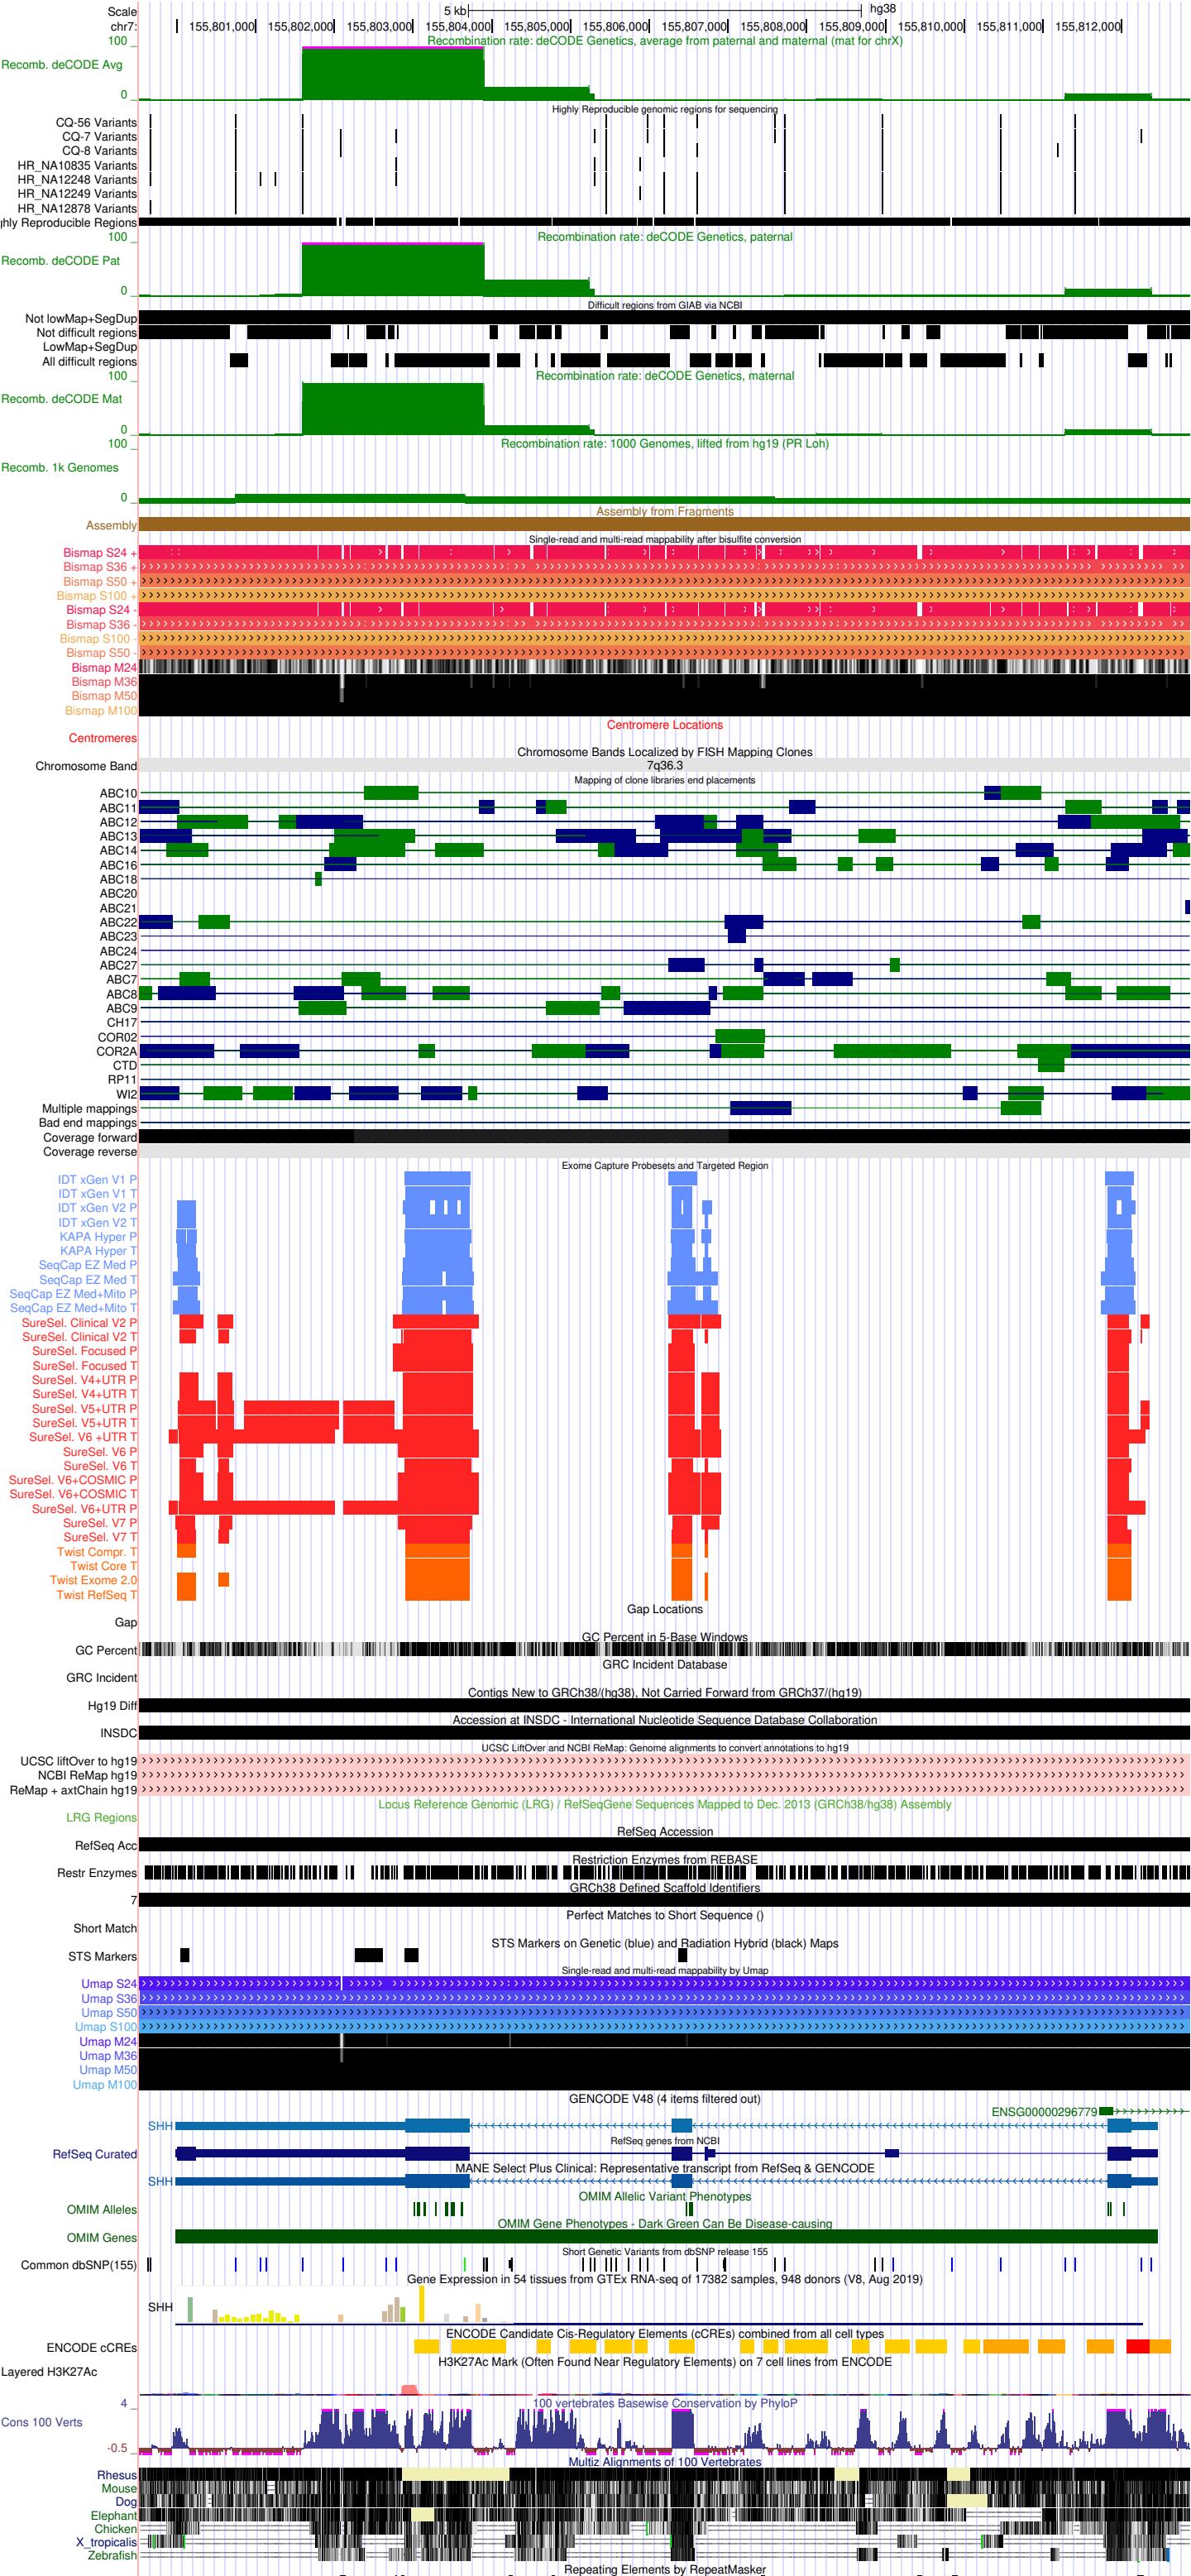 Scale 5 kb hg38
chr7: 155,801,000 155,802,000 155,803,000 155,804,000 155,805,000 155,806,000 155,807,000 155,808,000 155,809,000 155,810,000 155,811,000 155,812,000
Recombination rate: deCODE Genetics, average from paternal and maternal (mat for chrX)
100
Recomb. deCODE Avg
0
Highly Reproducible genomic regions for sequencing
CQ-56 Variants
CQ-7 Variants
CQ-8 Variants
HR_NA10835 Variants
HR_NA12248 Variants
HR_NA12249 Variants
HR_NA12878 Variants
hly Reproducible Regions
Recombination rate: deCODE Genetics, paternal
100
Recomb. deCODE Pat
0
Difficult regions from GIAB via NCBI
Not lowMap+SegDup
Not difficult regions
LowMap+SegDup
All difficult regions
Recombination rate: deCODE Genetics, maternal
100
Recomb. deCODE Mat
0
Recombination rate: 1000 Genomes, lifted from hg19 (PR Loh)
100
Recomb. 1k Genomes
0
Assembly from Fragments
Assembly
Single-read and multi-read mappability after bisulfite conversion
Bismap S24 +
Bismap S36 +
Bismap S50 +
Bismap S100 +
Bismap S24 -
Bismap S36 -
Bismap S100 -
Bismap S50 -
Bismap M24
Bismap M36
Bismap M50
Bismap M100
Centromere Locations
Centromeres
Chromosome Bands Localized by FISH Mapping Clones
Chromosome Band 7q36.3
Mapping of clone libraries end placements
ABC10
ABC11
ABC12
ABC13
ABC14
ABC16
ABC18
ABC20
ABC21
ABC22
ABC23
ABC24
ABC27
ABC7
ABC8
ABC9
CH17
COR02
COR2A
CTD
RP11
WI2
Multiple mappings
Bad end mappings
Coverage forward
Coverage reverse
Exome Capture Probesets and Targeted Region
IDT xGen V1 P
IDT xGen V1 T
IDT xGen V2 P
IDT xGen V2 T
KAPA Hyper P
KAPA Hyper T
SeqCap EZ Med P
SeqCap EZ Med T
SeqCap EZ Med+Mito P
SeqCap EZ Med+Mito T
SureSel. Clinical V2 P
SureSel. Clinical V2 T
SureSel. Focused P
SureSel. Focused T
SureSel. V4+UTR P
SureSel. V4+UTR T
SureSel. V5+UTR P
SureSel. V5+UTR T
SureSel. V6 +UTR T
SureSel. V6 P
SureSel. V6 T
SureSel. V6+COSMIC P
SureSel. V6+COSMIC T
SureSel. V6+UTR P
SureSel. V7 P
SureSel. V7 T
Twist Compr. T
Twist Core T
Twist Exome 2.0
Twist RefSeq T
Gap Locations
Gap
GC Percent in 5-Base Windows
GC Percent
GRC Incident Database
GRC Incident
Contigs New to GRCh38/(hg38), Not Carried Forward from GRCh37/(hg19)
Hg19 Diff
Accession at INSDC - International Nucleotide Sequence Database Collaboration
INSDC
UCSC LiftOver and NCBI ReMap: Genome alignments to convert annotations to hg19
UCSC liftOver to hg19
NCBI ReMap hg19
ReMap + axtChain hg19
Locus Reference Genomic (LRG) / RefSeqGene Sequences Mapped to Dec. 2013 (GRCh38/hg38) Assembly
LRG Regions
RefSeq Accession
RefSeq Acc
Restriction Enzymes from REBASE
Restr Enzymes
GRCh38 Defined Scaffold Identifiers
7
Perfect Matches to Short Sequence ()
Short Match
STS Markers on Genetic (blue) and Radiation Hybrid (black) Maps
STS Markers
Single-read and multi-read mappability by Umap
Umap S24
Umap S36
Umap S50
Umap S100
Umap M24
Umap M36
Umap M50
Umap M100
GENCODE V48 (4 items filtered out)
ENSG00000296779
SHH
RefSeq genes from NCBI
RefSeq Curated
MANE Select Plus Clinical: Representative transcript from RefSeq & GENCODE
SHH
OMIM Allelic Variant Phenotypes
OMIM Alleles
OMIM Gene Phenotypes - Dark Green Can Be Disease-causing
OMIM Genes
Short Genetic Variants from dbSNP release 155
Common dbSNP(155)
Gene Expression in 54 tissues from GTEx RNA-seq of 17382 samples, 948 donors (V8, Aug 2019)
SHH
ENCODE Candidate Cis-Regulatory Elements (cCREs) combined from all cell types
ENCODE cCREs
H3K27Ac Mark (Often Found Near Regulatory Elements) on 7 cell lines from ENCODE
Layered H3K27Ac
100 vertebrates Basewise Conservation by PhyloP
4
Cons 100 Verts
-0.5
Multiz Alignments of 100 Vertebrates
Rhesus
Mouse
Dog
Elephant
Chicken
X_tropicalis
Zebrafish
Repeating Elements by RepeatMasker